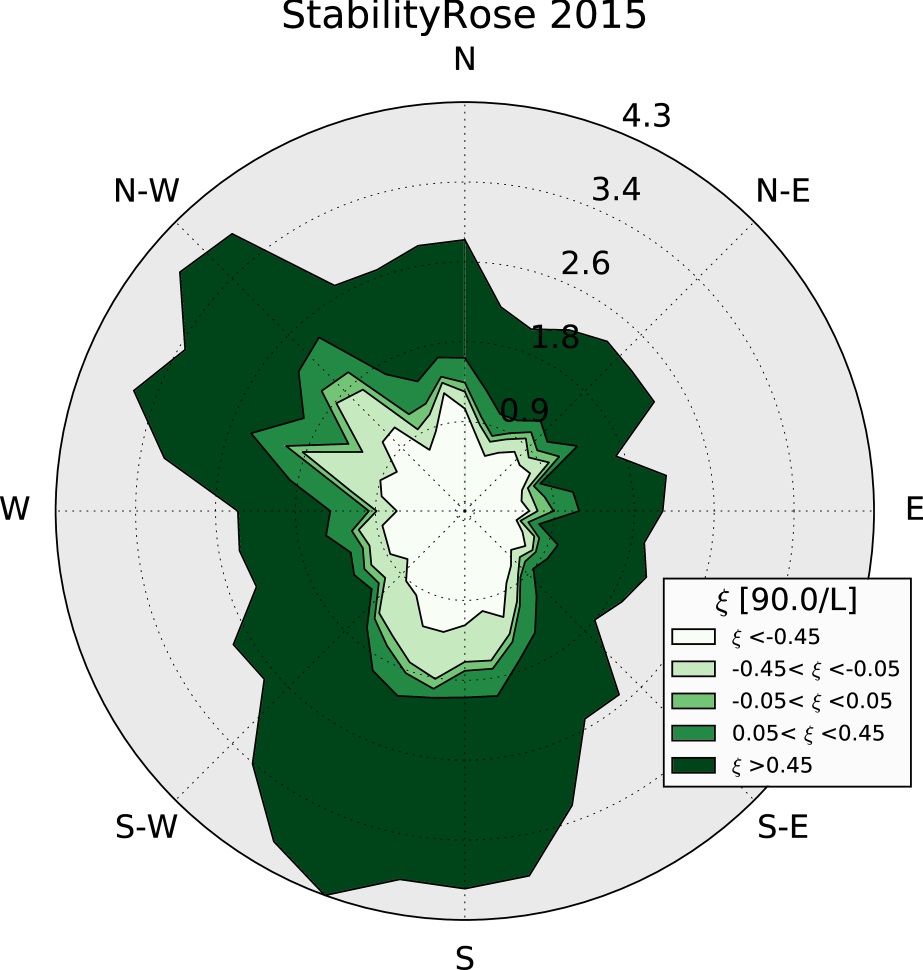 StabilityRose 2015
N
4.3
N-W
3.4
N-E
2.6
1.8
0.9
W
E
ξ [90.0/L]
ξ <-0.45
-0.45< ξ <-0.05
-0.05< ξ <0.05
0.05< ξ <0.45
ξ >0.45
S-W
S-E
S